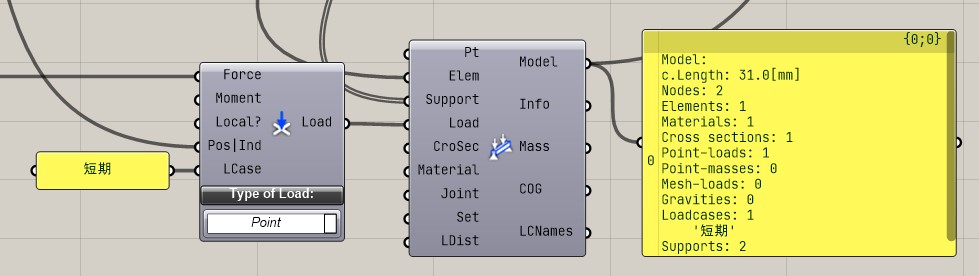 短期
Force
Moment
Local?
Pos|Ind
LCase
Load
Type of Load:
Point
Pt
Elem
Support
Load
CroSec
Material
Joint
Set
LDist
Model
Info
Mass
COG
LCNames
{0;0}
0
Model:
c.Length: 31.0[mm]
Nodes: 2
Elements: 1
Materials: 1
Cross sections: 1
Point-loads: 1
Point-masses: 0
Mesh-loads: 0
Gravities: 0
Loadcases: 1
'短期'
Supports: 2